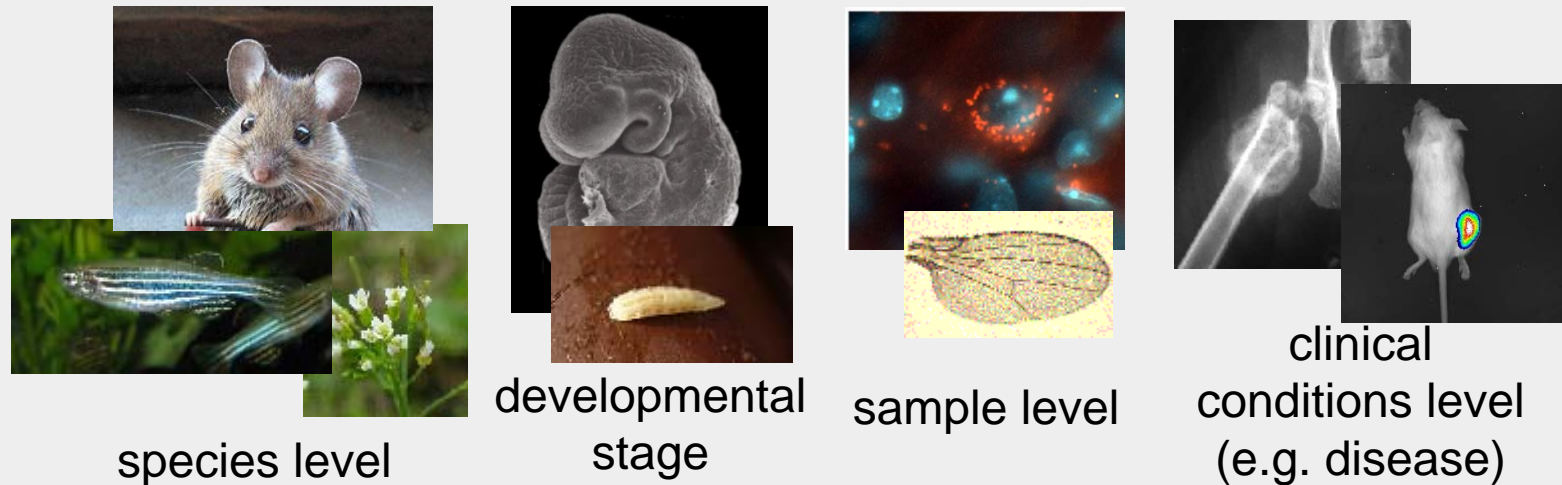 species level
developmental
stage
sample level
clinical
conditions level
(e.g. disease)